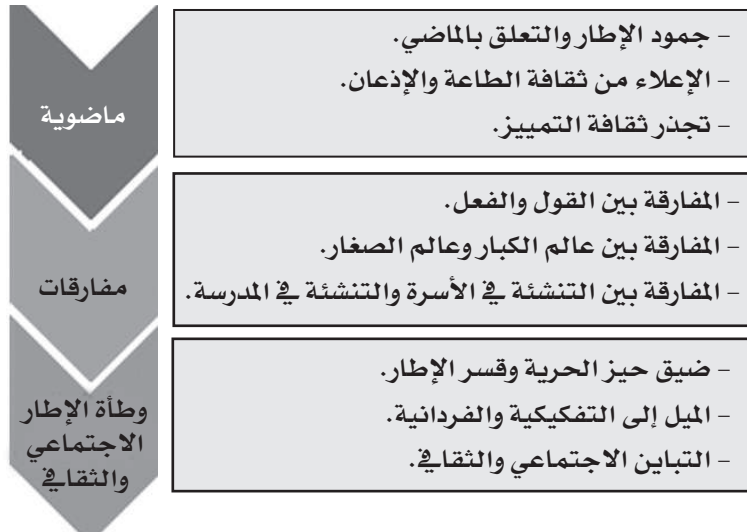 ماضوية
– جمود الإطار والتعلق بالماضي.
– الإعلاء من ثقافة الطاعة والإذعان.
– تجذر ثقافة التمييز.
مفارقات
– المفارقة بين القول والفعل.
– المفارقة بين عالم الكبار وعالم الصغار.
– المفارقة بين التنشئة في الأسرة والتنشئة في المدرسة.
وطأة الإطار
الاجتماعي
والثقافي
– ضيق حيز الحرية وقسر الإطار.
– الميل إلى التفكيكية والفردانية.
– التباين الاجتماعي والثقافي.